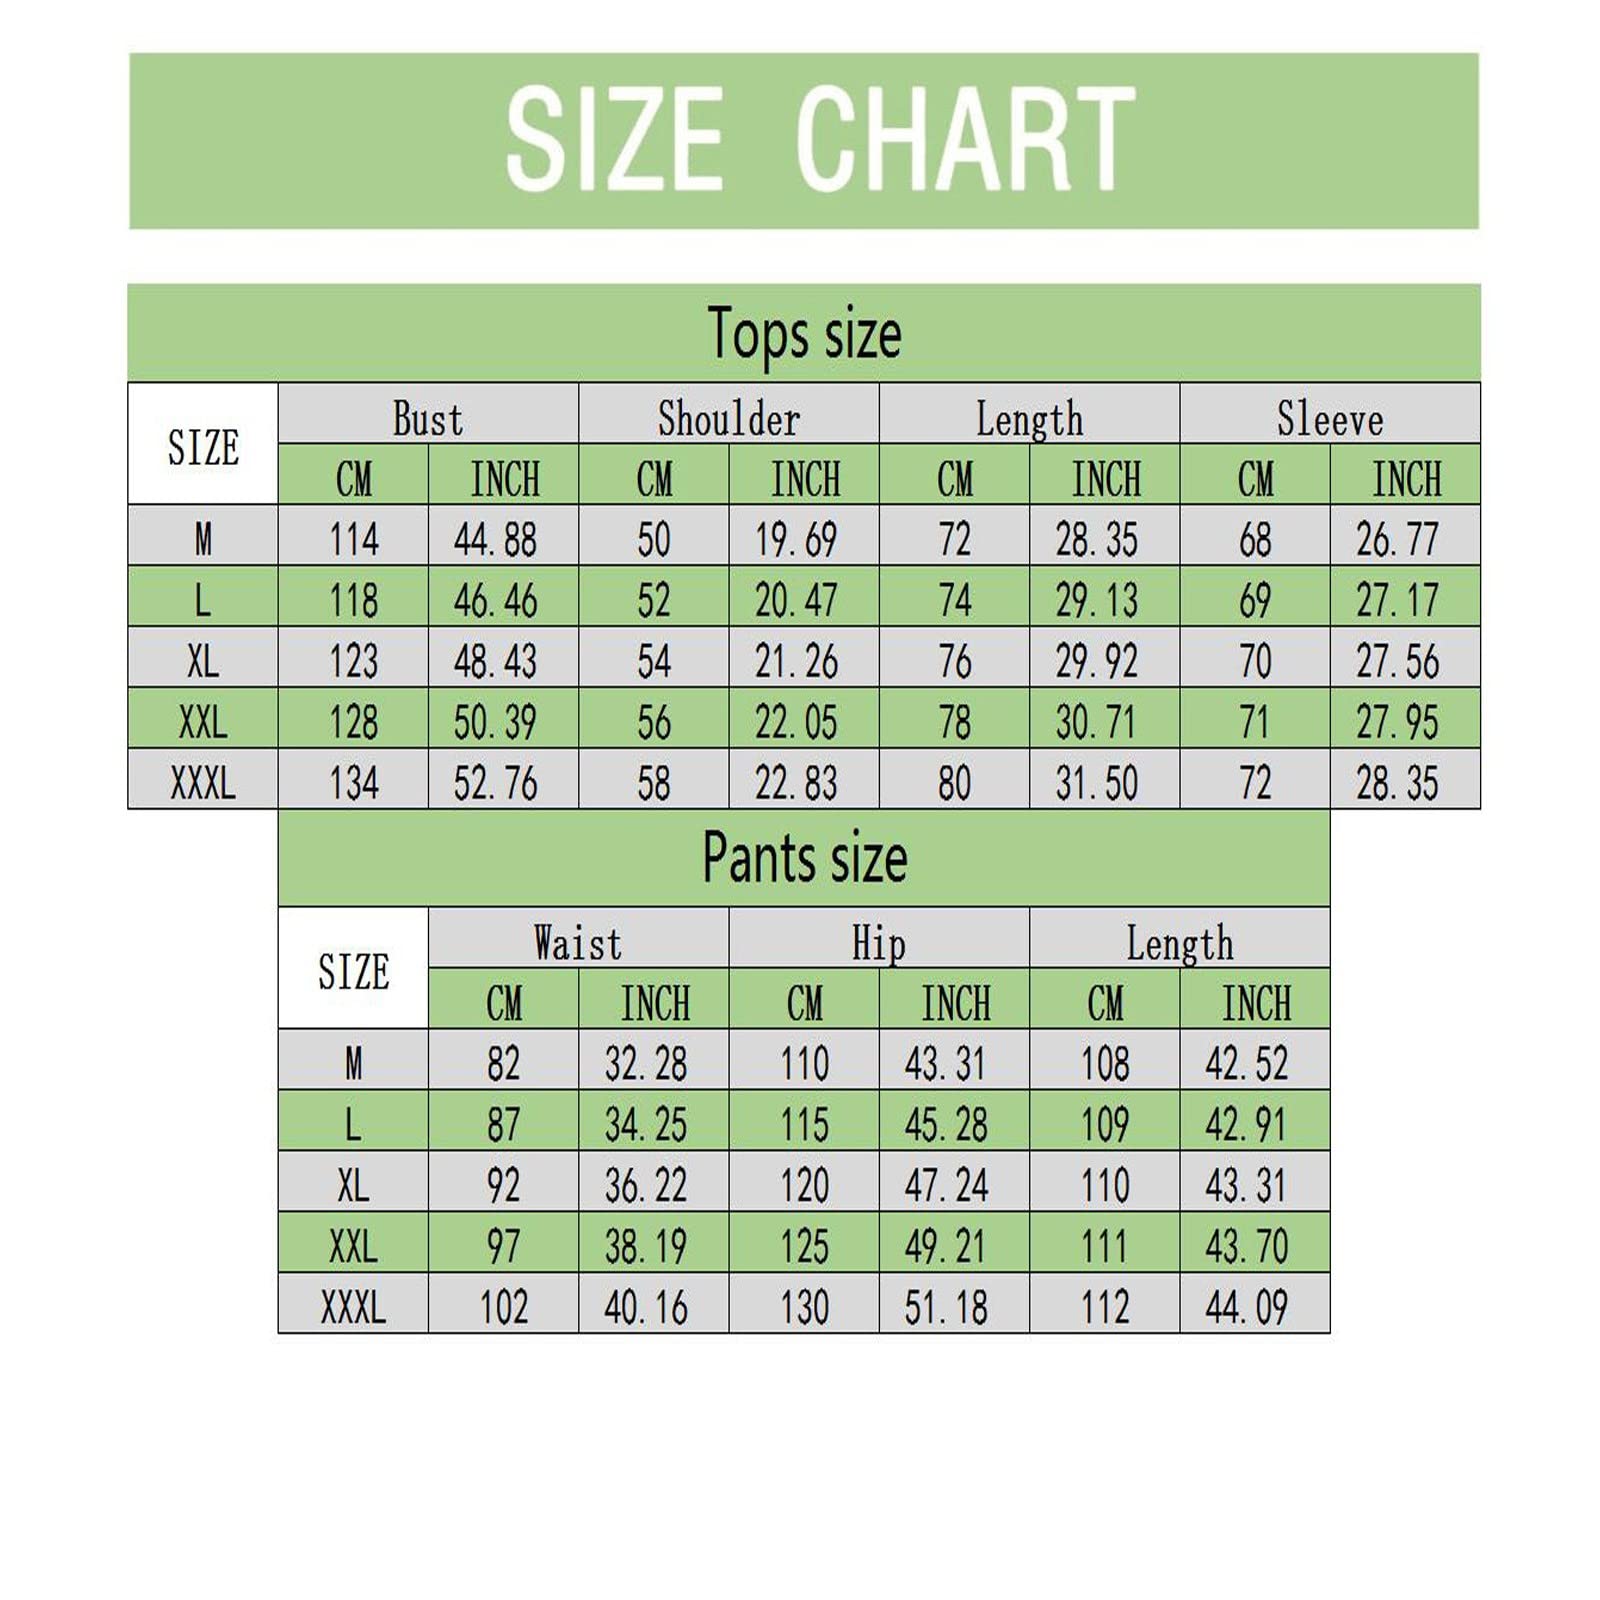 SIZE CHART
Tops size
SIZE Bust Shoulder Length Sleeve
CM INCH CM INCH CM INCH CM INCH
M 114 44.88 50 19.69 72 28.35 68 26.77
L 118 46.46 52 20.47 74 29.13 69 27.17
XL 123 48.43 54 21.26 76 29.92 70 27.56
XXL 128 50.39 56 22.05 78 30.71 71 27.95
XXXL 134 52.76 58 22.83 80 31.50 72 28.35
Pants size
SIZE Waist Hip Length
CM INCH CM INCH CM INCH
M 82 32.28 110 43.31 108 42.52
L 87 34.25 115 45.28 109 42.91
XL 92 36.22 120 47.24 110 43.31
XXL 97 38.19 125 49.21 111 43.70
XXXL 102 40.16 130 51.18 112 44.09